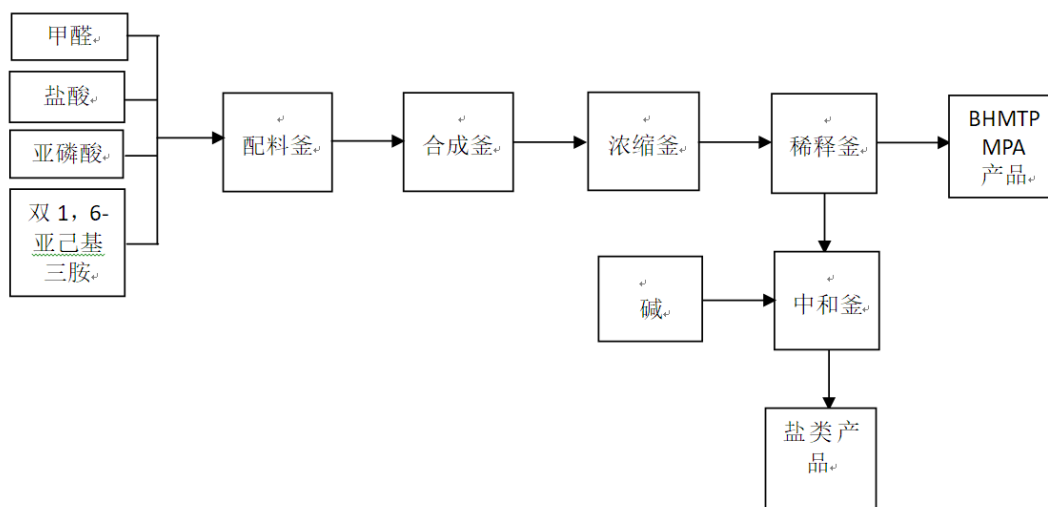 甲醛
盐酸
亚磷酸
双 1，6-
亚己基
三胺
配料釜
合成釜
浓缩釜
稀释釜
BHMTP
MPA
产品
碱
中和釜
盐类产
品